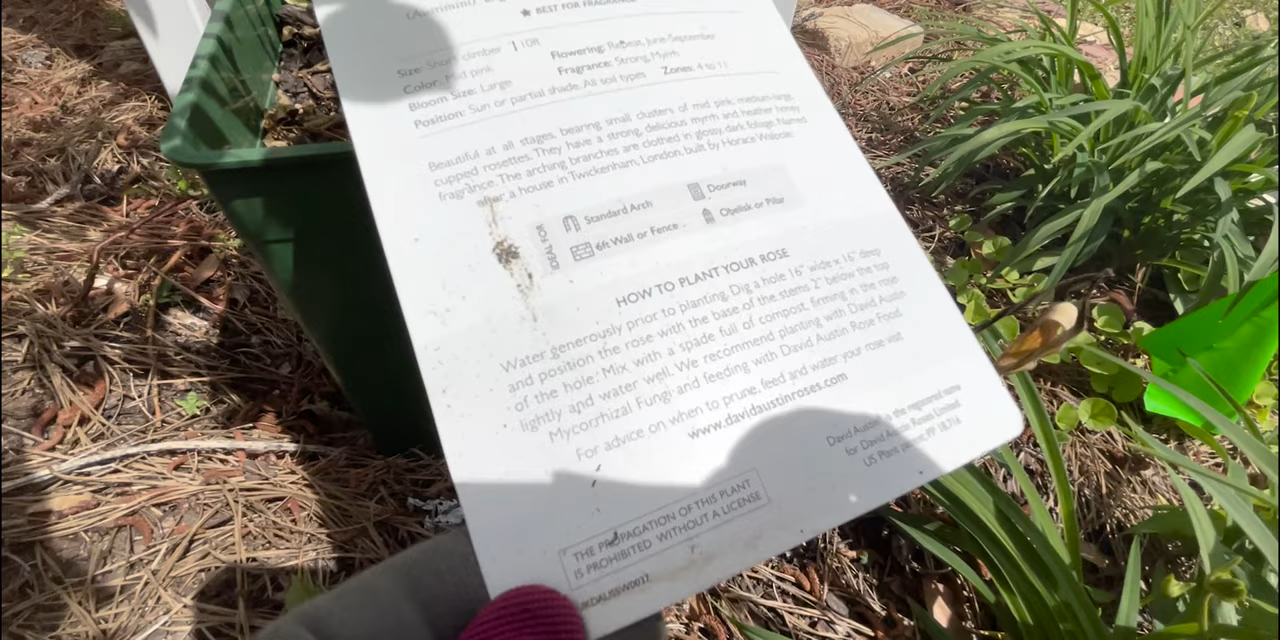 ★ BEST FOR FRAGRANCE
Size: Short climber 10ft
Color: Mid pink
Bloom Size: Large
Position: Sun or partial shade. All soil types
Flowering: Repeat, June-September
Fragrance: Strong, Myrrh
Zones: 4 to 11
Beautiful at all stages, bearing small clusters of mid pink, medium-large,
cupped rosettes. They have a strong, delicious myrrh and heather honey
fragrance. The arching branches are clothed in glossy, dark foliage. Named
after a house in Twickenham, London, built by Horace Walpole.
IDEAL FOR
Standard Arch
Doorway
6ft Wall or Fence
Obelisk or Pillar
HOW TO PLANT YOUR ROSE
Water generously prior to planting. Dig a hole 16" wide x 16" deep
and position the rose with the base of the stems 2" below the top
of the hole. Mix with a spade full of compost, firming in the rose
lightly and water well. We recommend planting with David Austin
Mycorrhizal Fungi and feeding with David Austin Rose Food.
For advice on when to prune, feed and water your rose visit
www.davidaustinroses.com
David Austin is the registered name
for David Austin Roses Limited
US Plant patent: PP 18,716
THE PROPAGATION OF THIS PLANT
IS PROHIBITED WITHOUT A LICENSE